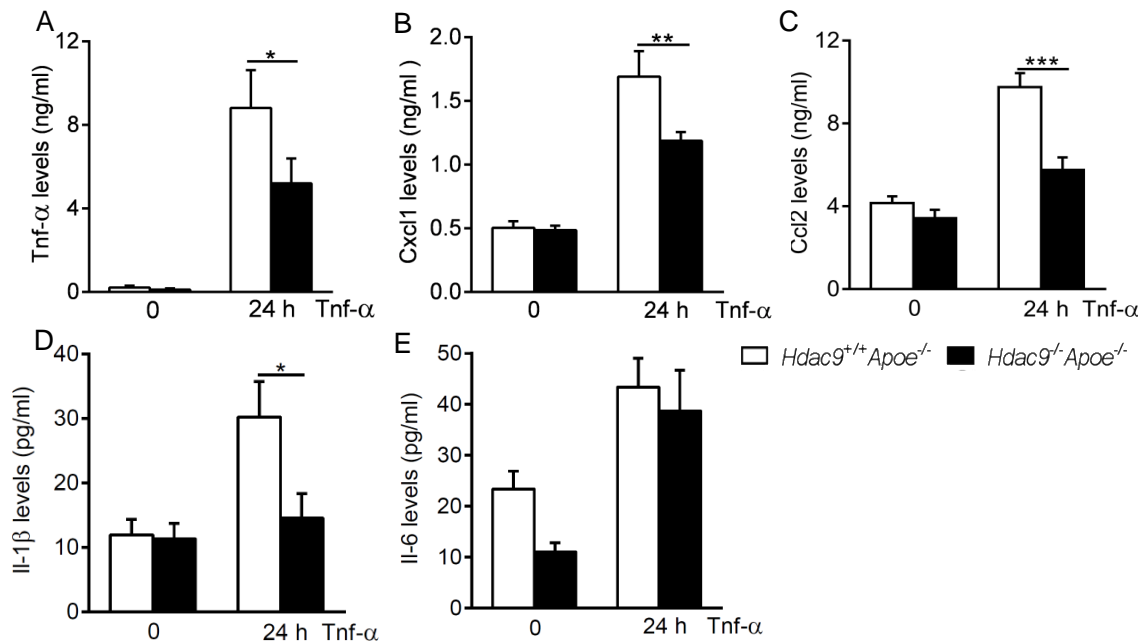 A
Tnf-α levels (ng/ml)
12
8
4
0
*
0
24 h
Tnf-α
B
Cxcl1 levels (ng/ml )
2.0
1.5
1.0
0.5
0.0
**
0
24 h
Tnf-α
C
Ccl2 levels (ng/ml)
12
8
4
0
***
0
24 h
Tnf-α
D
Il-1β levels (pg/ml)
40
30
20
10
0
*
0
24 h
Tnf-α
E
Il-6 levels (pg/ml)
50
40
30
20
10
0
0
24 h
Tnf-α
Hdac9+/+Apoe-/-
Hdac9-/-Apoe-/-